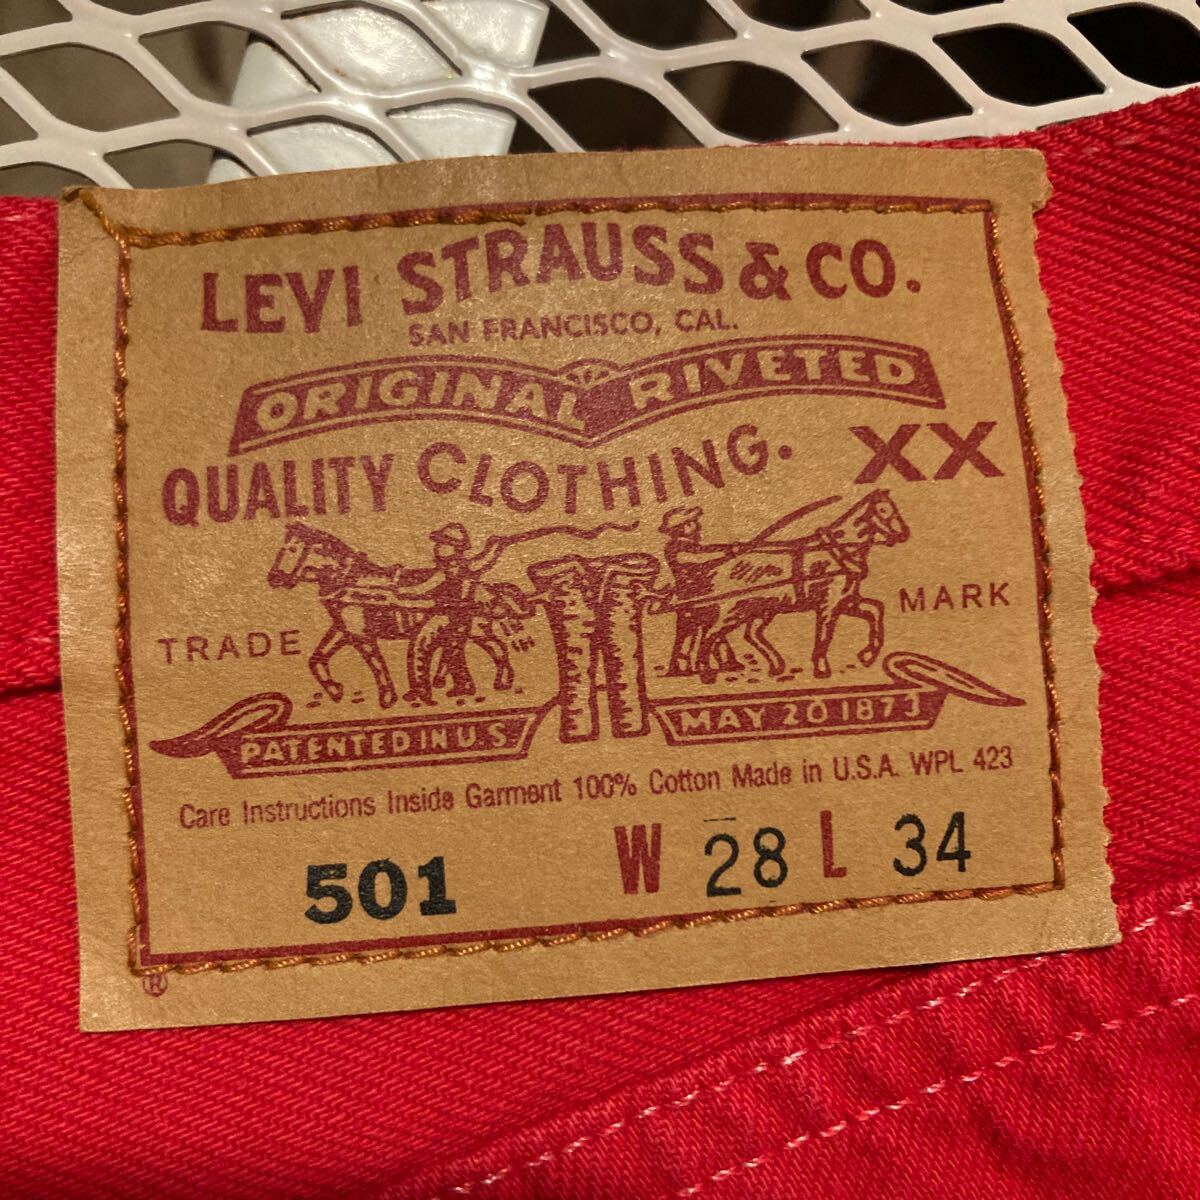 LEVI STRAUSS & CO.
SAN FRANCISCO, CAL.
ORIGINAL RIVETED
QUALITY CLOTHING. XX
TRADE MARK
PATENTED IN U.S MAY 20 1873
Care Instructions Inside Garment 100% Cotton Made in U.S.A. WPL 423
501 W 28 L 34
®